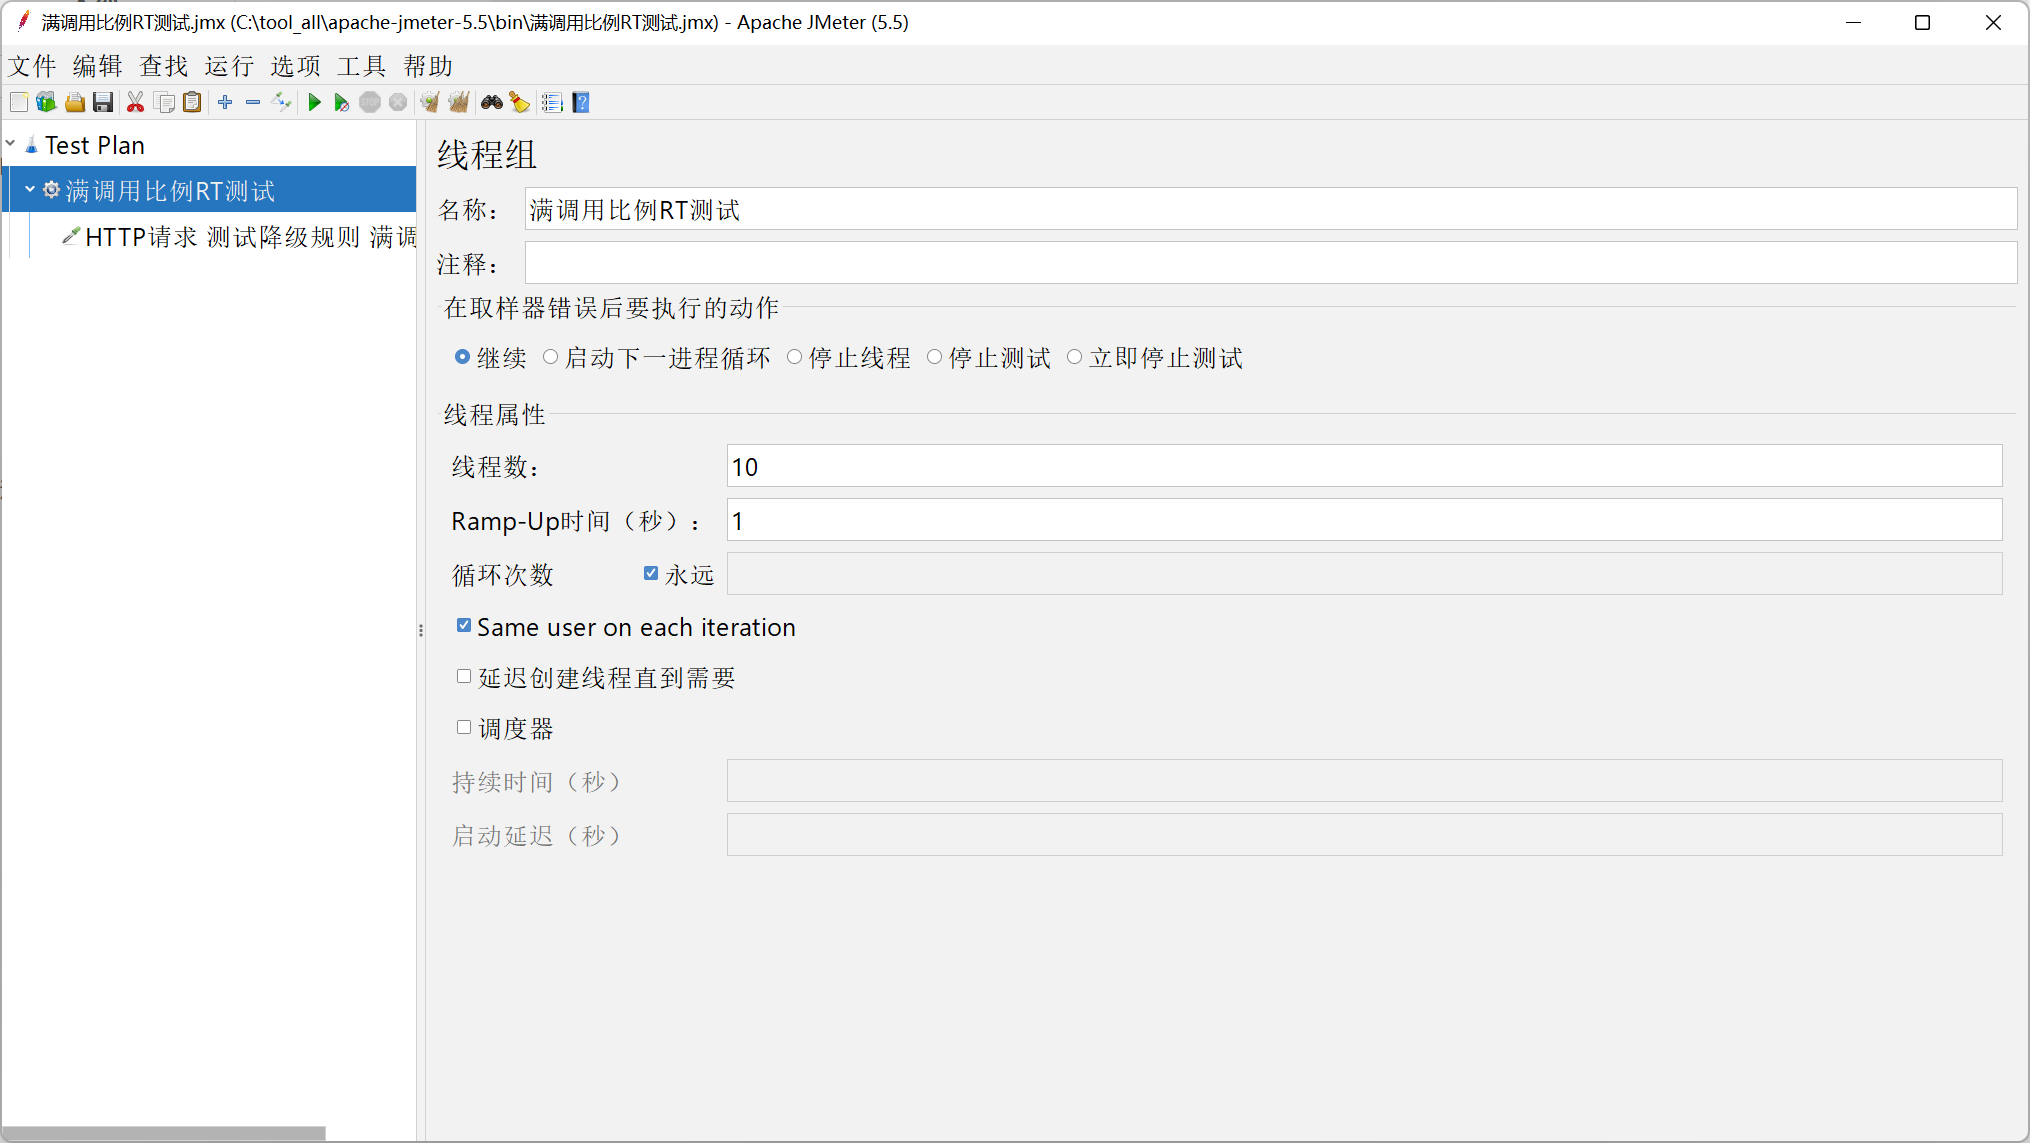 满调用比例RT测试.jmx (C:\tool_all\apache-jmeter-5.5\bin\满调用比例RT测试.jmx) - Apache JMeter (5.5)
文件 编辑 查找 运行 选项 工具 帮助
Test Plan
满调用比例RT测试
HTTP请求 测试降级规则 满调
线程组
名称： 满调用比例RT测试
注释：
在取样器错误后要执行的动作
继续 启动下一进程循环 停止线程 停止测试 立即停止测试
线程属性
线程数： 10
Ramp-Up时间（秒）： 1
循环次数 永远
Same user on each iteration
延迟创建线程直到需要
调度器
持续时间（秒）
启动延迟（秒）